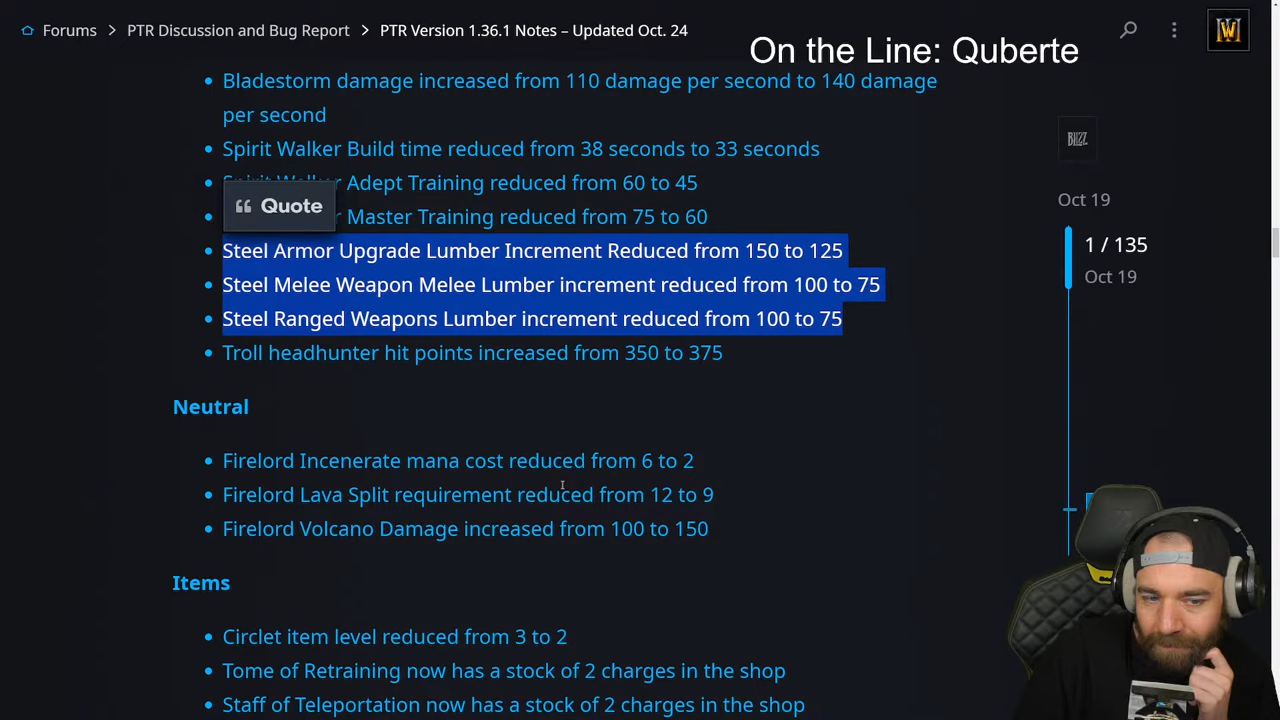 Forums > PTR Discussion and Bug Report > PTR Version 1.36.1 Notes – Updated Oct. 24
On the Line: Quberte
Bladestorm damage increased from 110 damage per second to 140 damage
per second
Spirit Walker Build time reduced from 38 seconds to 33 seconds
Spirit Walker Adept Training reduced from 60 to 45
Quote
Master Training reduced from 75 to 60
Steel Armor Upgrade Lumber Increment Reduced from 150 to 125
Steel Melee Weapon Melee Lumber increment reduced from 100 to 75
Steel Ranged Weapons Lumber increment reduced from 100 to 75
Troll headhunter hit points increased from 350 to 375
Neutral
Firelord Incenerate mana cost reduced from 6 to 2
Firelord Lava Split requirement reduced from 12 to 9
Firelord Volcano Damage increased from 100 to 150
Items
Circlet item level reduced from 3 to 2
Tome of Retraining now has a stock of 2 charges in the shop
Staff of Teleportation now has a stock of 2 charges in the shop
BLIZZ
Oct 19
1 / 135
Oct 19